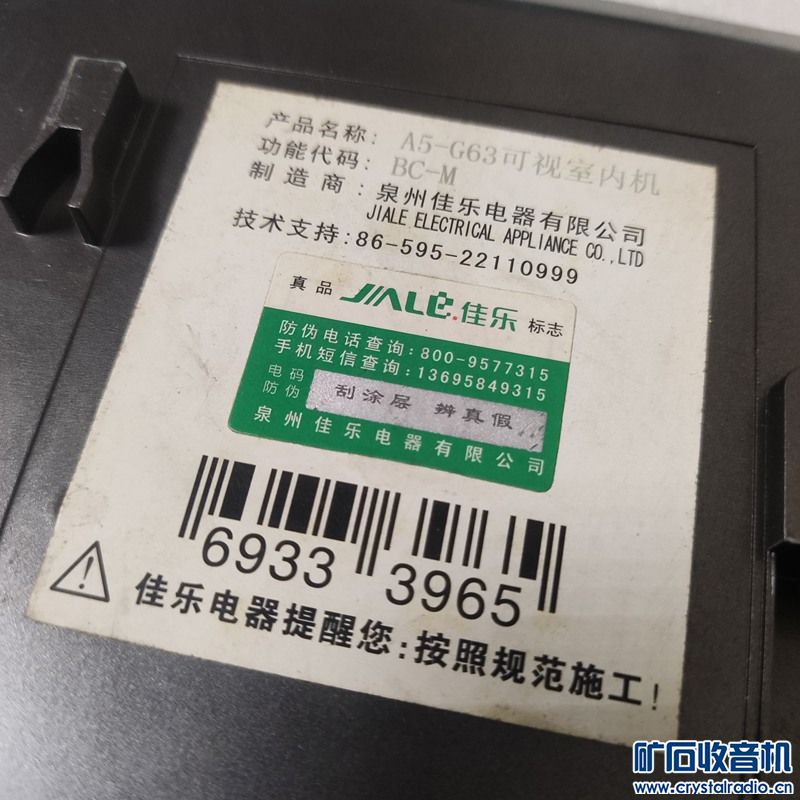 产品名称: A5-G63可视室内机
功能代码: BC-M
制造商:泉州佳乐电器有限公司
JIALE ELECTRICAL APPLIANCE CO.,LTD
技术支持:86-595-22110999
真品 JIALE.佳乐 标志
防伪电话查询:800-9577315
手机短信查询:13695849315
电码防伪 刮涂层 辨真假
泉州佳乐电器有限公司
6933 3965
佳乐电器提醒您:按照规范施工!
矿石收音机
www.crystalradio.cn